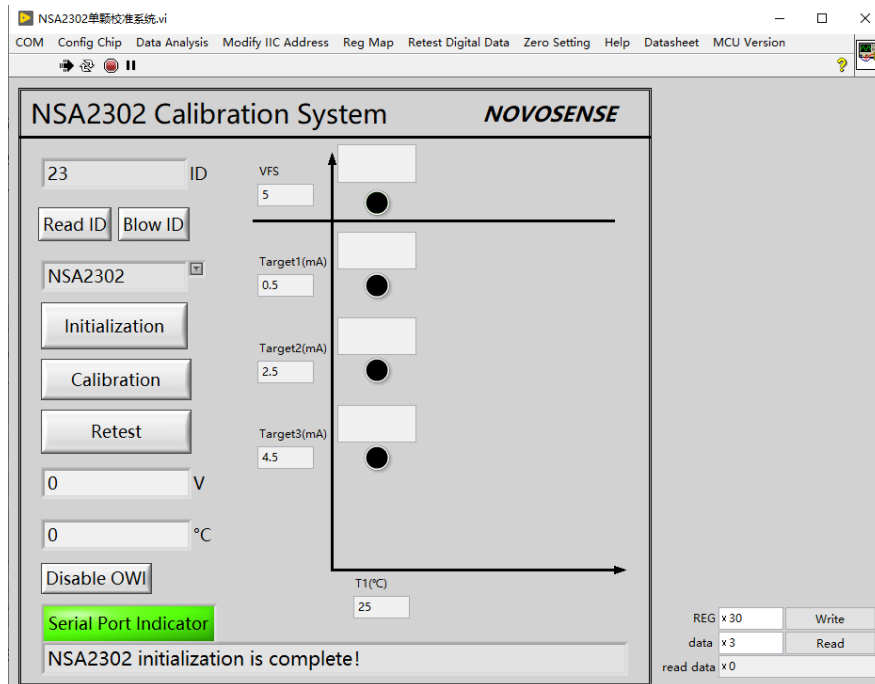 NSA2302单颗校准系统.vi
COM Config Chip Data Analysis Modify IIC Address Reg Map Retest Digital Data Zero Setting Help Datasheet MCU Version
NSA2302 Calibration System NOVOSENSE
23 ID
Read ID Blow ID
NSA2302
Initialization
Calibration
Retest
0 V
0 °C
Disable OWI
Serial Port Indicator
NSA2302 initialization is complete!
VFS
5
Target1(mA)
0.5
Target2(mA)
2.5
Target3(mA)
4.5
T1(℃)
25
REG x 30 Write
data x 3 Read
read data x 0